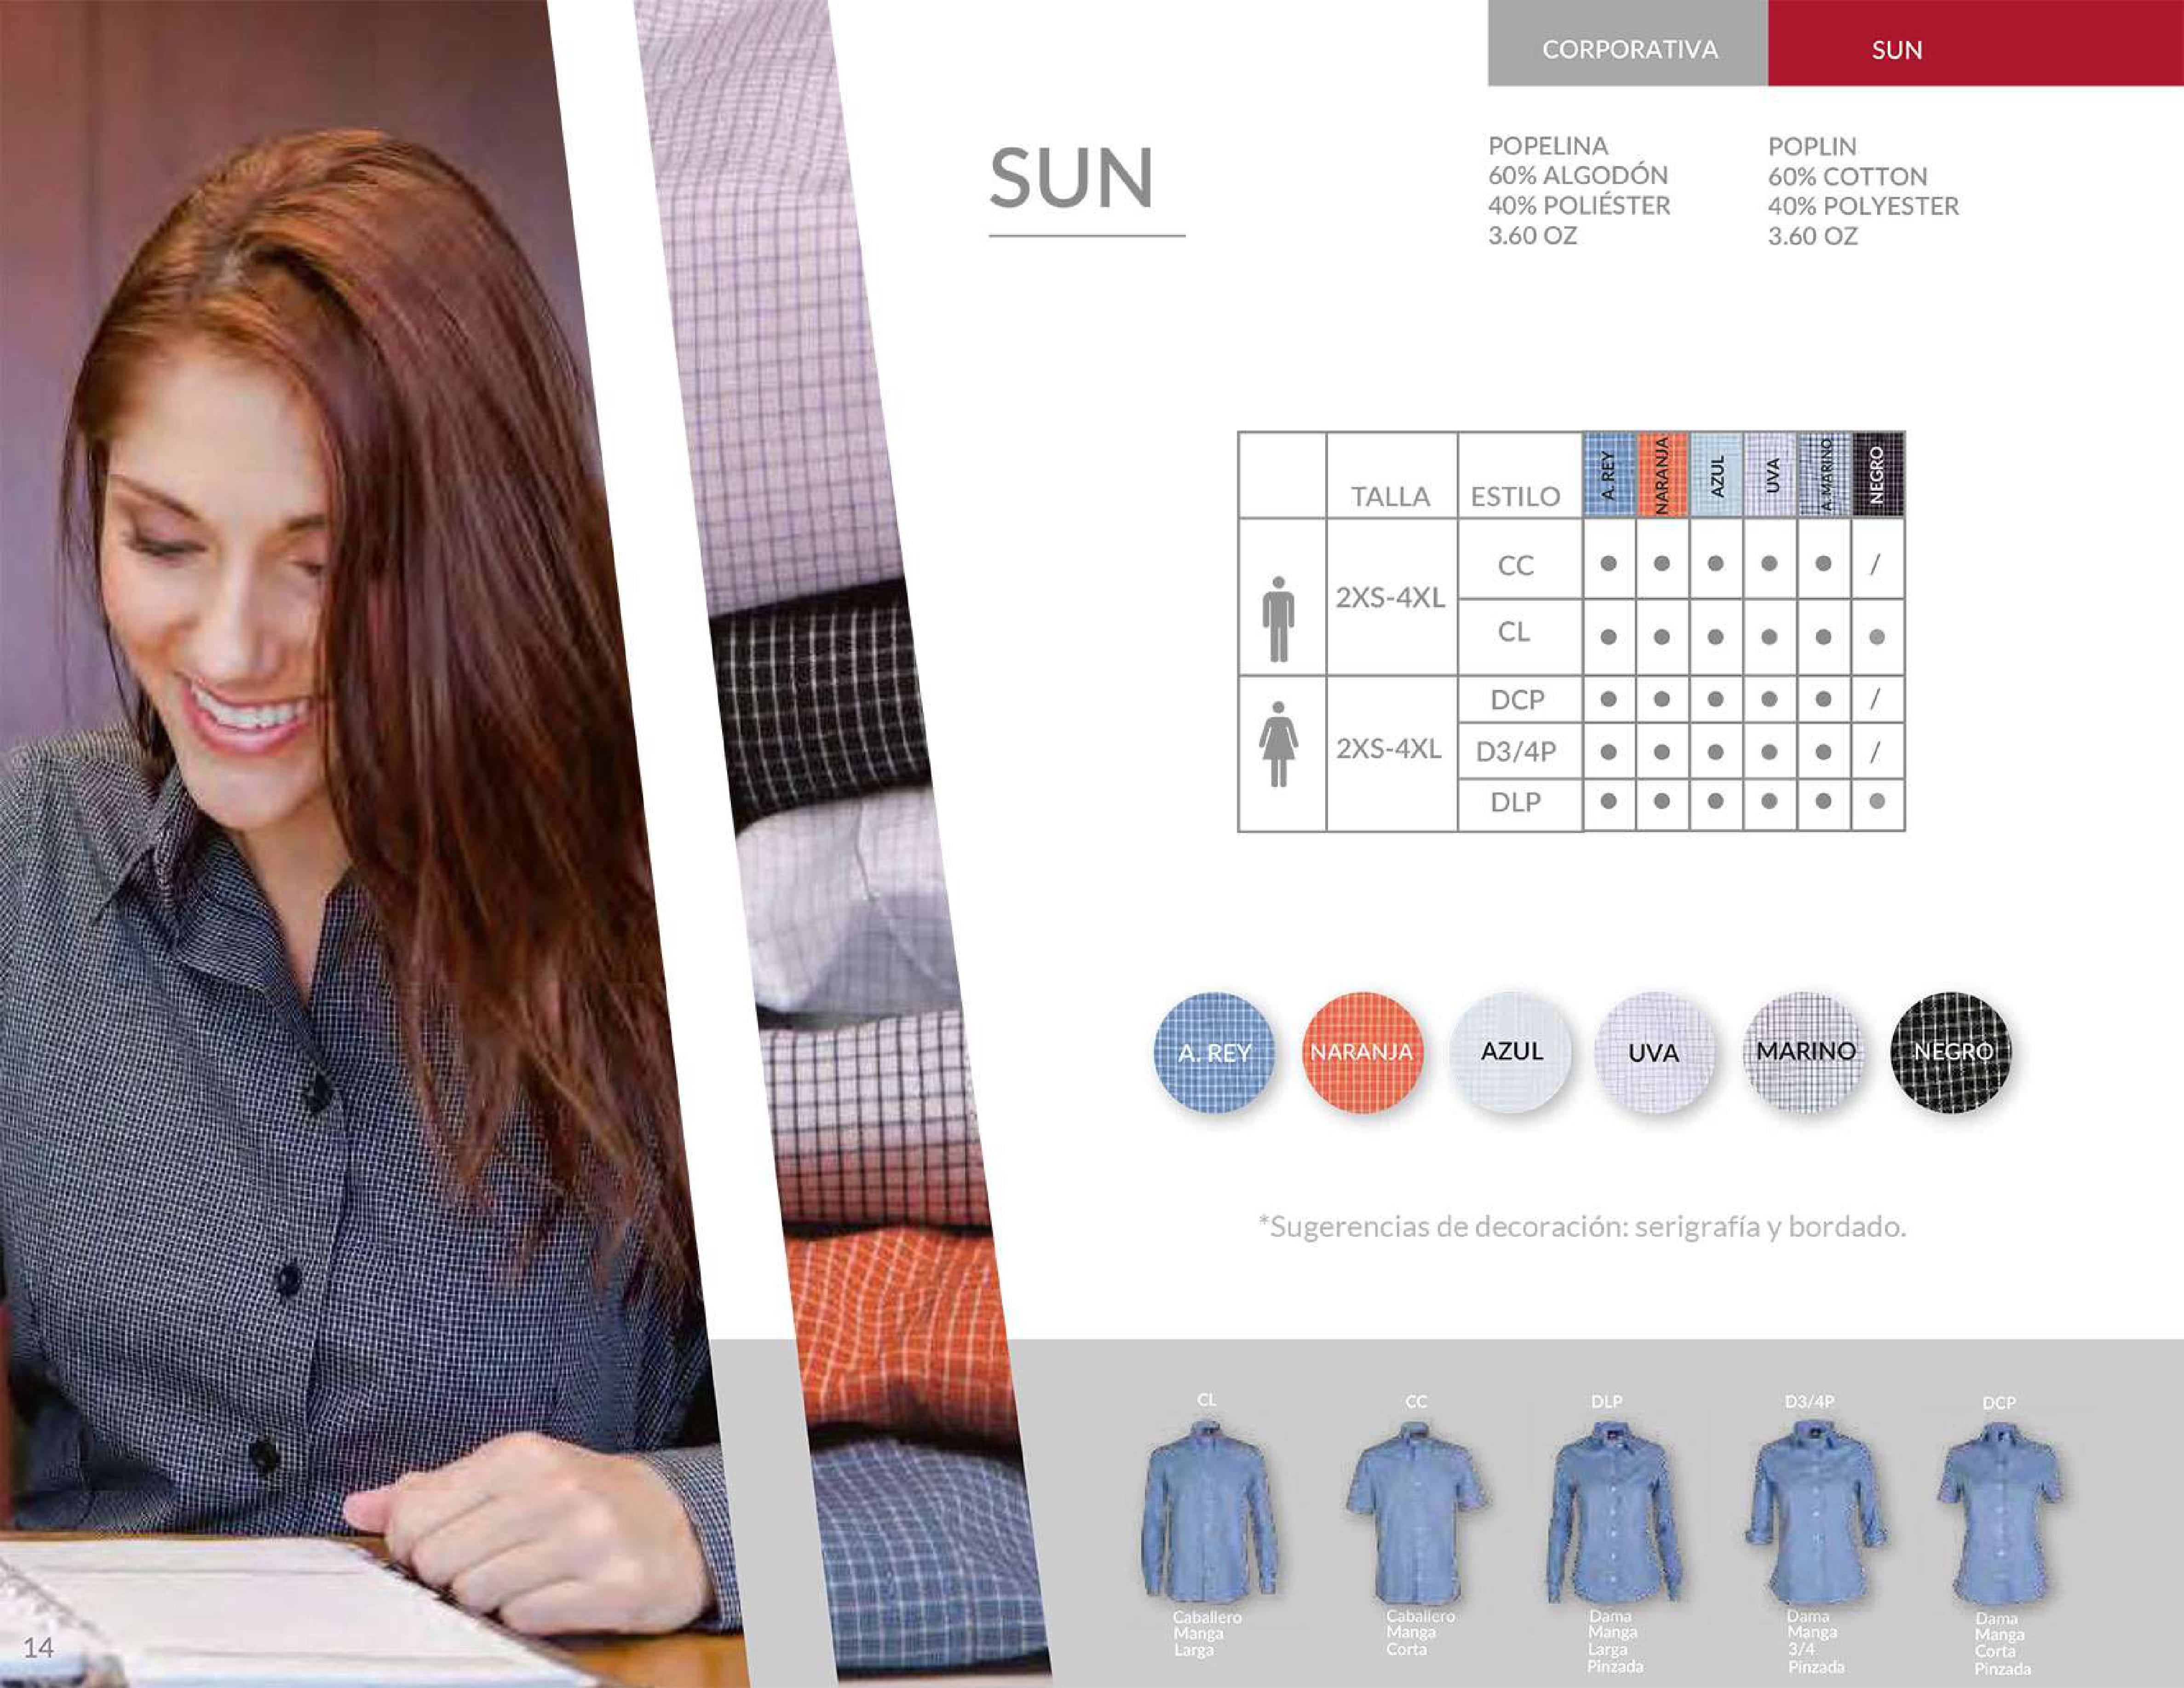 CORPORATIVA
SUN
SUN
POPELINA
60% ALGODÓN
40% POLIÉSTER
3.60 OZ
POPLIN
60% COTTON
40% POLYESTER
3.60 OZ
TALLA ESTILO A. REY NARANJA AZUL UVA A. MARINO NEGRO
2XS-4XL
CC ● ● ● ● ● /
CL ● ● ● ● ● ●
2XS-4XL
DCP ● ● ● ● ● /
D3/4P ● ● ● ● ● /
DLP ● ● ● ● ● ●
A. REY NARANJA AZUL UVA MARINO NEGRO
*Sugerencias de decoración: serigrafía y bordado.
CL
Caballero
Manga
Larga
CC
Caballero
Manga
Corta
DLP
Dama
Manga
Larga
Pinzada
D3/4P
Dama
Manga
3/4
Pinzada
DCP
Dama
Manga
Corta
Pinzada
14